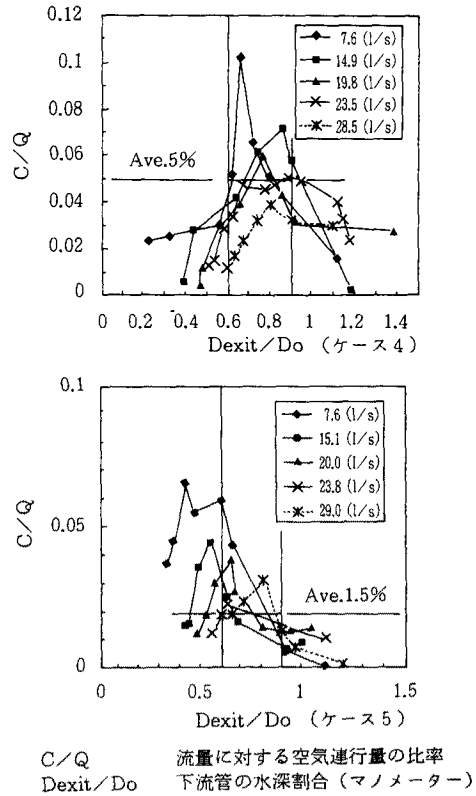 0.12
0.1
0.08
0.06
0.04
0.02
0
C/Q
Ave.5%
7.6 (l/s)
14.9 (l/s)
19.8 (l/s)
23.5 (l/s)
28.5 (l/s)
0 0.2 0.4 0.6 0.8 1 1.2 1.4
Dexit/Do (ケース4)
0.1
0.05
0
C/Q
Ave.1.5%
7.6 (l/s)
15.1 (l/s)
20.0 (l/s)
23.8 (l/s)
29.0 (l/s)
0 0.5 1 1.5
Dexit/Do (ケース5)
C/Q 流量に対する空気連行量の比率
Dexit/Do 下流管の水深割合(マノメーター)